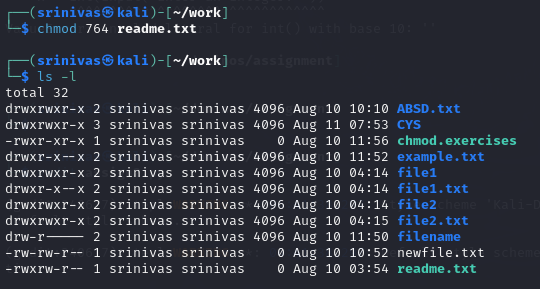 ┌──(srinivas㉿kali)-[~/work]
└─$ chmod 764 readme.txt
┌──(srinivas㉿kali)-[~/work]
└─$ ls -l
total 32
drwxrwxr-x 2 srinivas srinivas 4096 Aug 10 10:10 ABSD.txt
drwxrwxr-x 3 srinivas srinivas 4096 Aug 11 07:53 CYS
-rwxr-xr-x 1 srinivas srinivas    0 Aug 10 11:56 chmod.exercises
drwxr-x--x 2 srinivas srinivas 4096 Aug 10 11:52 example.txt
drwxrwxr-x 2 srinivas srinivas 4096 Aug 10 04:14 file1
drwxr-x--x 2 srinivas srinivas 4096 Aug 10 04:14 file1.txt
drwxrwxr-x 2 srinivas srinivas 4096 Aug 10 04:14 file2
drwxrwxr-x 2 srinivas srinivas 4096 Aug 10 04:15 file2.txt
drw-r----- 2 srinivas srinivas 4096 Aug 10 11:50 filename
-rw-rw-r-- 1 srinivas srinivas    0 Aug 10 10:52 newfile.txt
-rwxrw-r-- 1 srinivas srinivas    0 Aug 10 03:54 readme.txt